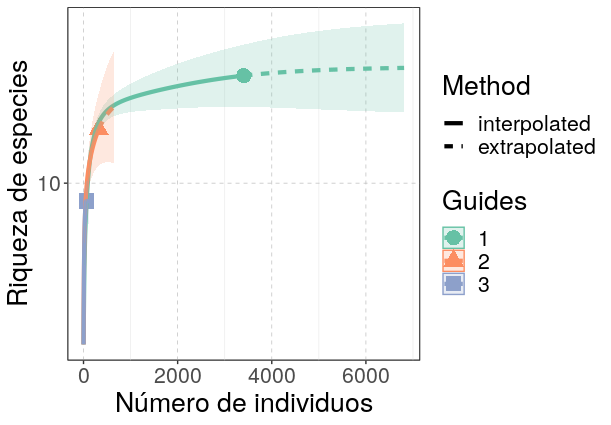 Riqueza de especies
10
0 2000 4000 6000
Número de individuos
Method
interpolated
extrapolated
Guides
1
2
3